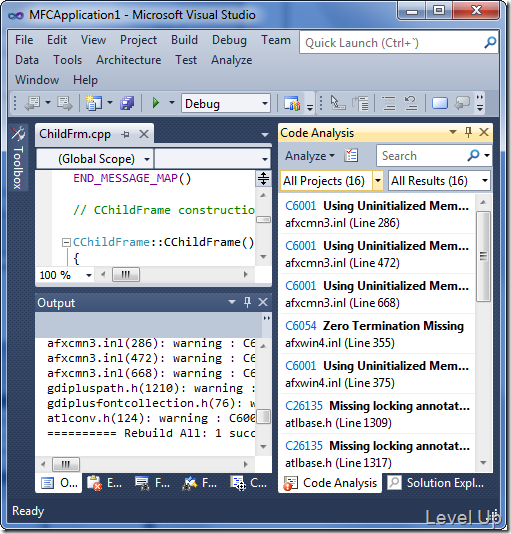 MFCApplication1 - Microsoft Visual Studio
File Edit View Project Build Debug Team
Quick Launch (Ctrl+`)
Data Tools Architecture Test Analyze
Window Help
Debug
Toolbox
ChildFrm.cpp
(Global Scope)
END_MESSAGE_MAP()
// CChildFrame constructio
CChildFrame::CChildFrame()
{
100 %
Output
afxcmn3.inl(286): warning : C6
afxcmn3.inl(472): warning : C6
afxcmn3.inl(668): warning : C6
gdipluspath.h(1210): warning :
gdiplusfontcollection.h(76): w
atlconv.h(124): warning : C600
========== Rebuild All: 1 succ
O...
E...
F...
F...
C...
Code Analysis
Analyze
Search
All Projects (16)
All Results (16)
C6001 Using Uninitialized Mem...
afxcmn3.inl (Line 286)
C6001 Using Uninitialized Mem...
afxcmn3.inl (Line 472)
C6001 Using Uninitialized Mem...
afxcmn3.inl (Line 668)
C6054 Zero Termination Missing
afxwin4.inl (Line 355)
C6001 Using Uninitialized Mem...
afxwin4.inl (Line 375)
C26135 Missing locking annotat...
atlbase.h (Line 1309)
C26135 Missing locking annotat...
atlbase.h (Line 1317)
Code Analysis
Solution Expl...
Ready
Level Up